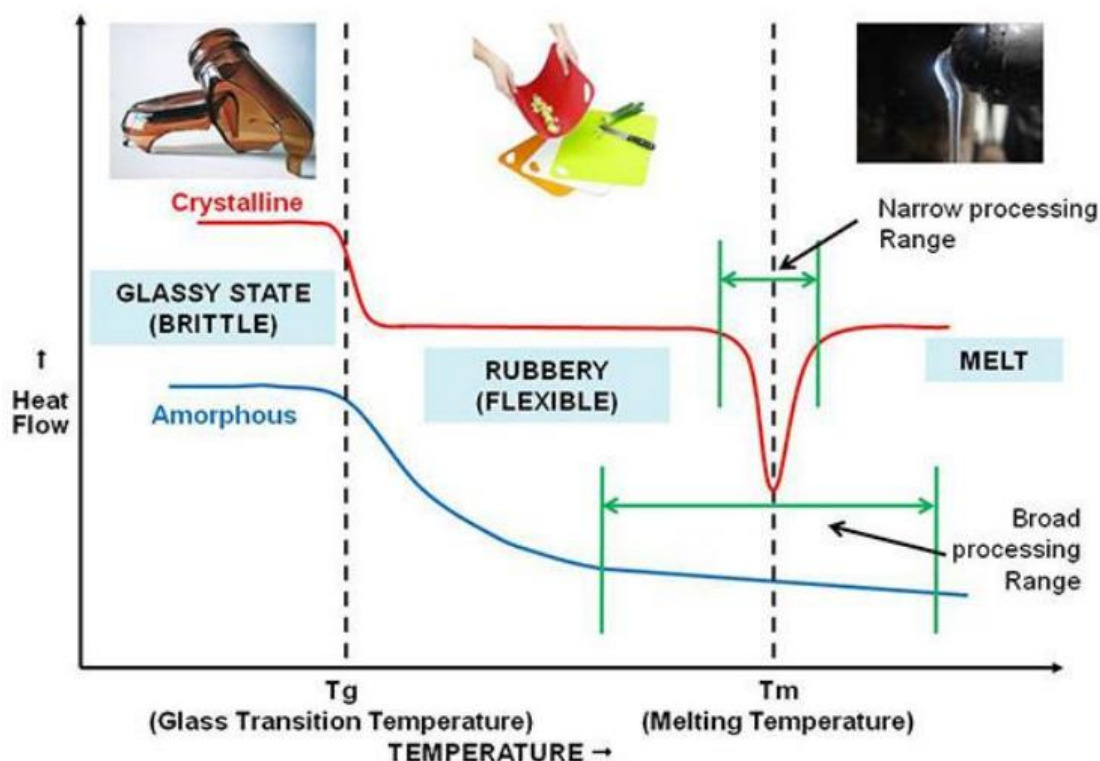 Crystalline
Narrow processing
Range
GLASSY STATE
(BRITTLE)
RUBBERY
(FLEXIBLE)
MELT
↑
Heat
Flow
Amorphous
Broad
processing
Range
Tg
(Glass Transition Temperature)
Tm
(Melting Temperature)
TEMPERATURE →